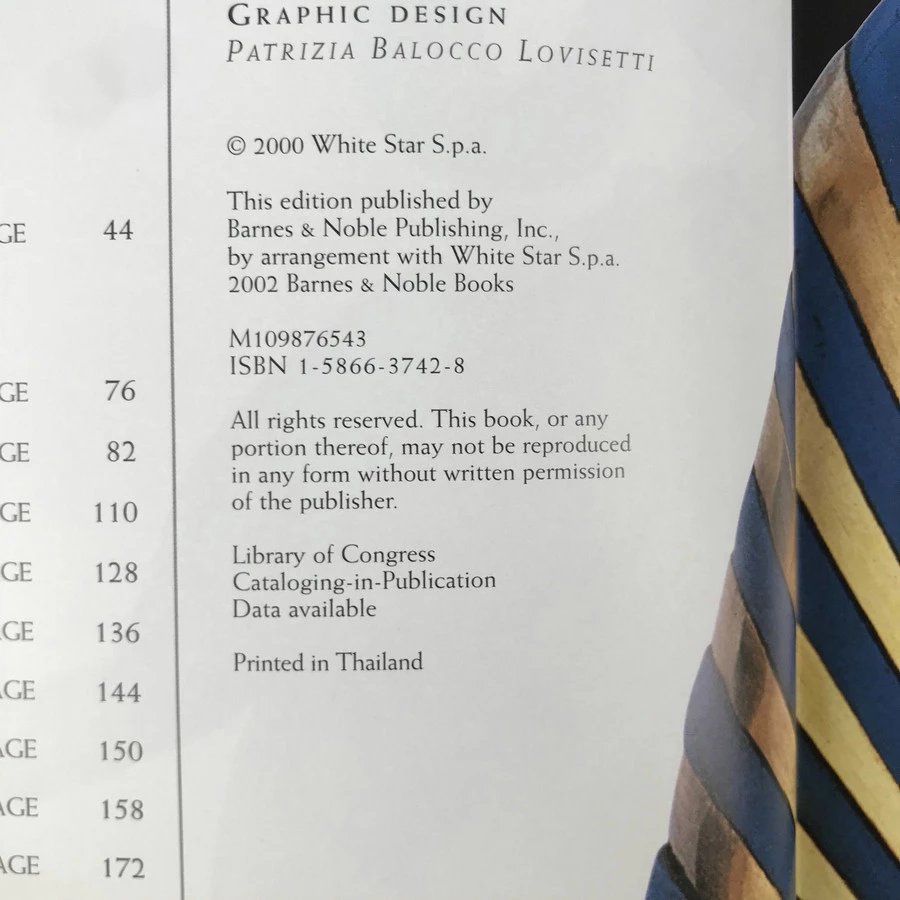 GE 44
GE 76
GE 82
GE 110
GE 128
GE 136
AGE 144
AGE 150
AGE 158
AGE 172
GRAPHIC DESIGN
PATRIZIA BALOCCO LOVISETTI
© 2000 White Star S.p.a.
This edition published by
Barnes & Noble Publishing, Inc.,
by arrangement with White Star S.p.a.
2002 Barnes & Noble Books
M109876543
ISBN 1-5866-3742-8
All rights reserved. This book, or any
portion thereof, may not be reproduced
in any form without written permission
of the publisher.
Library of Congress
Cataloging-in-Publication
Data available
Printed in Thailand